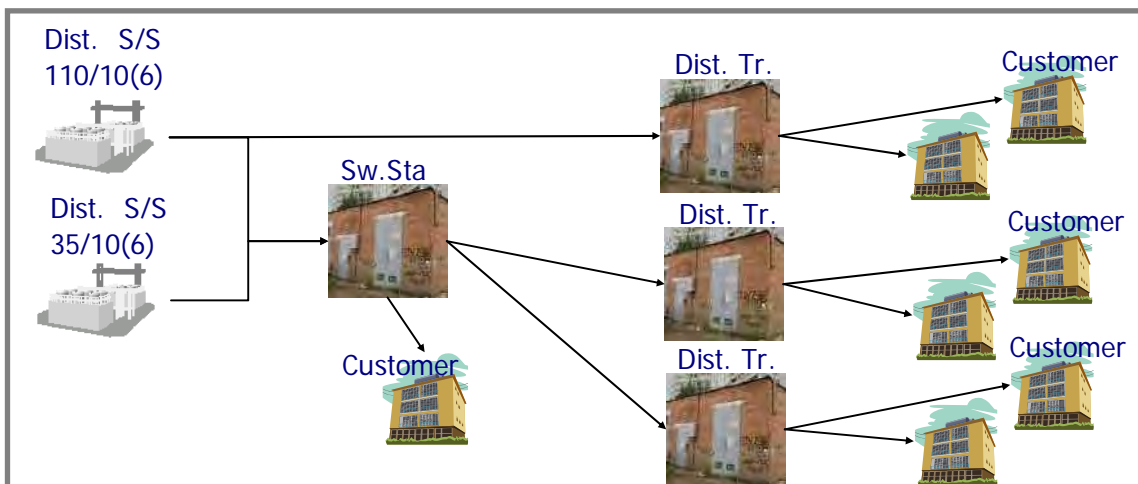 Dist. S/S
110/10(6)
Dist. Tr.
Customer
Sw.Sta
Dist. S/S
35/10(6)
Dist. Tr.
Customer
Customer
Dist. Tr.
Customer